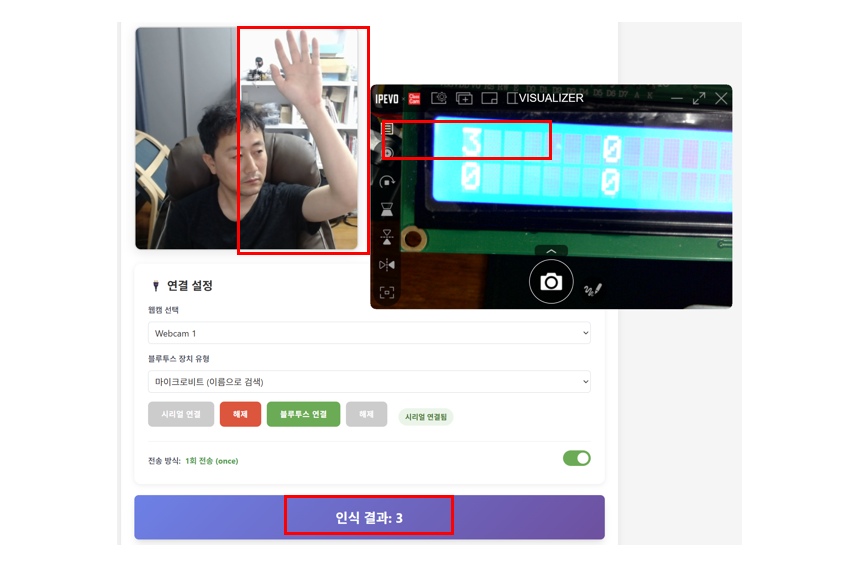 IPEVO
VISUALIZER
3 0
0 0
연결 설정
웹캠 선택
Webcam 1
블루투스 장치 유형
마이크로비트 (이름으로 검색)
시리얼 연결 해제 블루투스 연결 해제 시리얼 연결됨
전송 방식: 1회 전송 (once)
인식 결과: 3